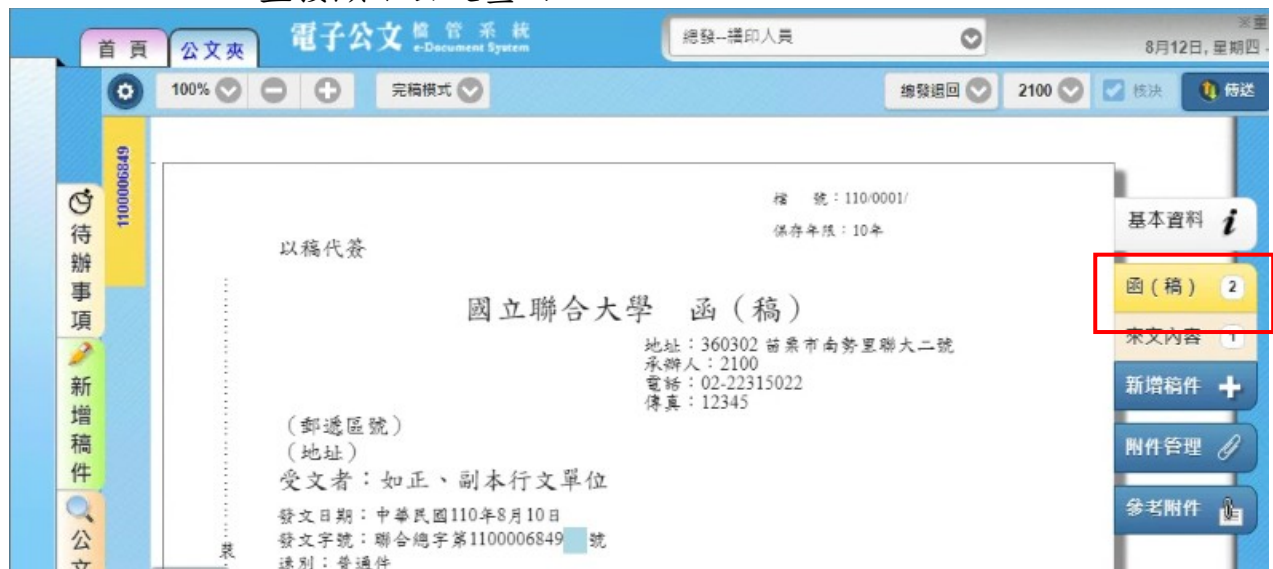 首 頁
公文夾
電子公文 檔 管 系 統
e-Document System
總發--繕印人員
※重
8月12日, 星期四
100%
完稿模式
總發退回
2100
核決
傳送
1100006849
待辦事項
新增稿件
公文
檔 號：110/0001/
保存年限：10年
以稿代簽
國立聯合大學 函（稿）
地址：360302 苗栗市南勢里聯大二號
承辦人：2100
電話：02-22315022
傳真：12345
（郵遞區號）
（地址）
受文者：如正、副本行文單位
發文日期：中華民國110年8月10日
發文字號：聯合總字第1100006849 號
速別：普通件
裝
基本資料
函（稿） 2
來文內容 1
新增稿件
附件管理
參考附件